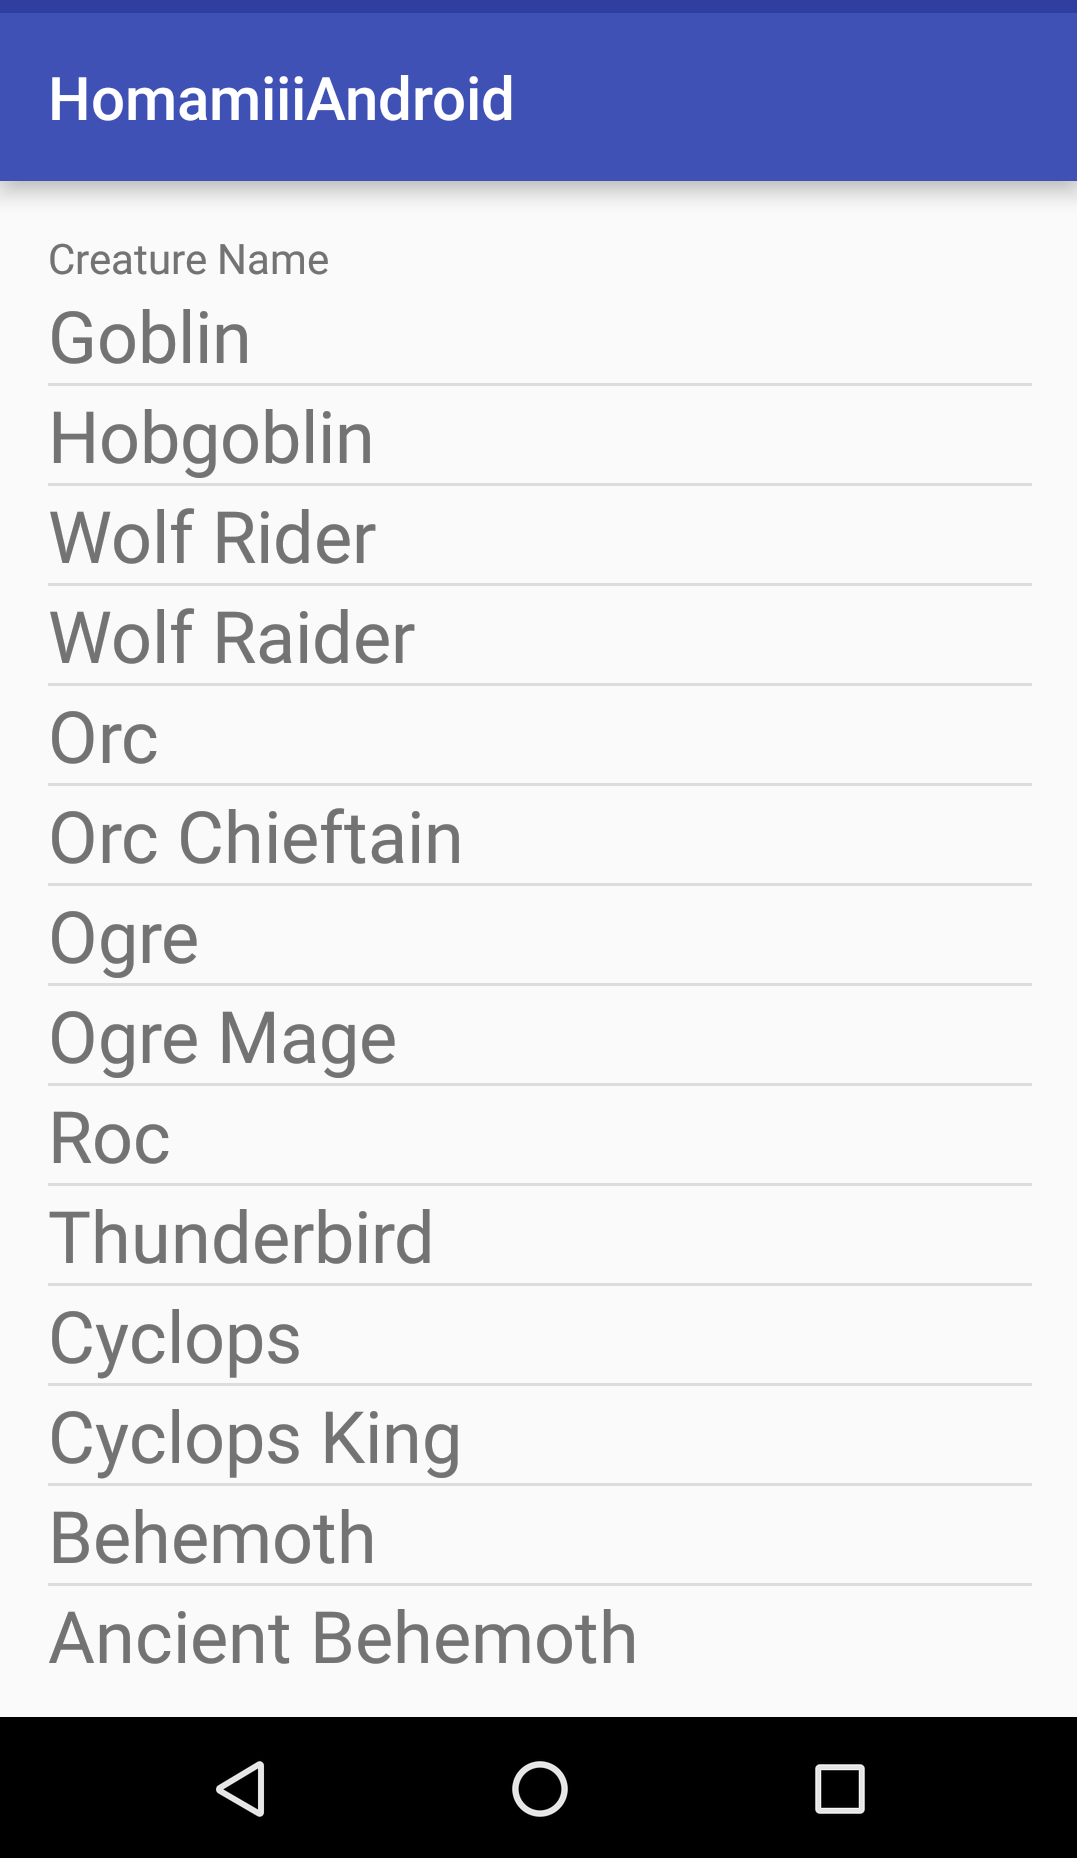 HomamiiiAndroid
Creature Name
Goblin
Hobgoblin
Wolf Rider
Wolf Raider
Orc
Orc Chieftain
Ogre
Ogre Mage
Roc
Thunderbird
Cyclops
Cyclops King
Behemoth
Ancient Behemoth